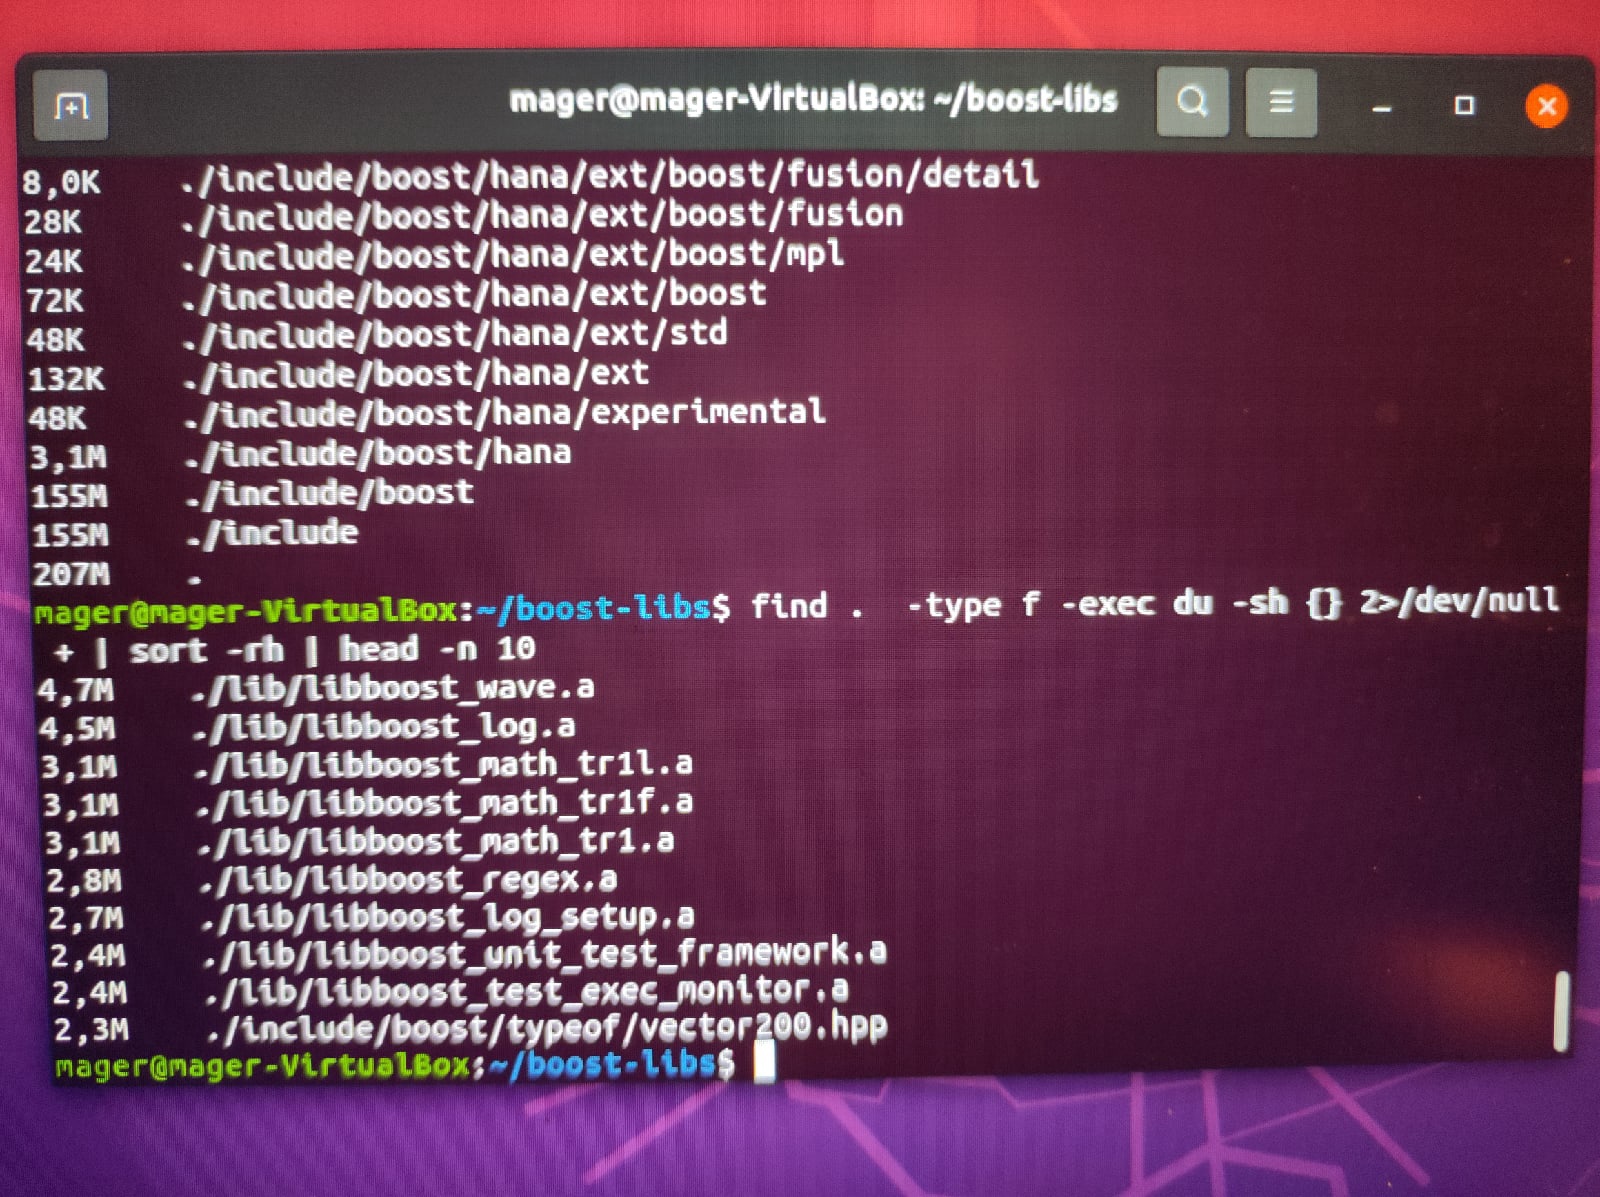 mager@mager-VirtualBox: ~/boost-libs
8,0K ./include/boost/hana/ext/boost/fusion/detail
28K ./include/boost/hana/ext/boost/fusion
24K ./include/boost/hana/ext/boost/mpl
72K ./include/boost/hana/ext/boost
48K ./include/boost/hana/ext/std
132K ./include/boost/hana/ext
48K ./include/boost/hana/experimental
3,1M ./include/boost/hana
155M ./include/boost
155M ./include
207M .
mager@mager-VirtualBox:~/boost-libs$ find .  -type f -exec du -sh {} 2>/dev/null
 + | sort -rh | head -n 10
4,7M ./lib/libboost_wave.a
4,5M ./lib/libboost_log.a
3,1M ./lib/libboost_math_tr1l.a
3,1M ./lib/libboost_math_tr1f.a
3,1M ./lib/libboost_math_tr1.a
2,8M ./lib/libboost_regex.a
2,7M ./lib/libboost_log_setup.a
2,4M ./lib/libboost_unit_test_framework.a
2,4M ./lib/libboost_test_exec_monitor.a
2,3M ./include/boost/typeof/vector200.hpp
mager@mager-VirtualBox:~/boost-libs$